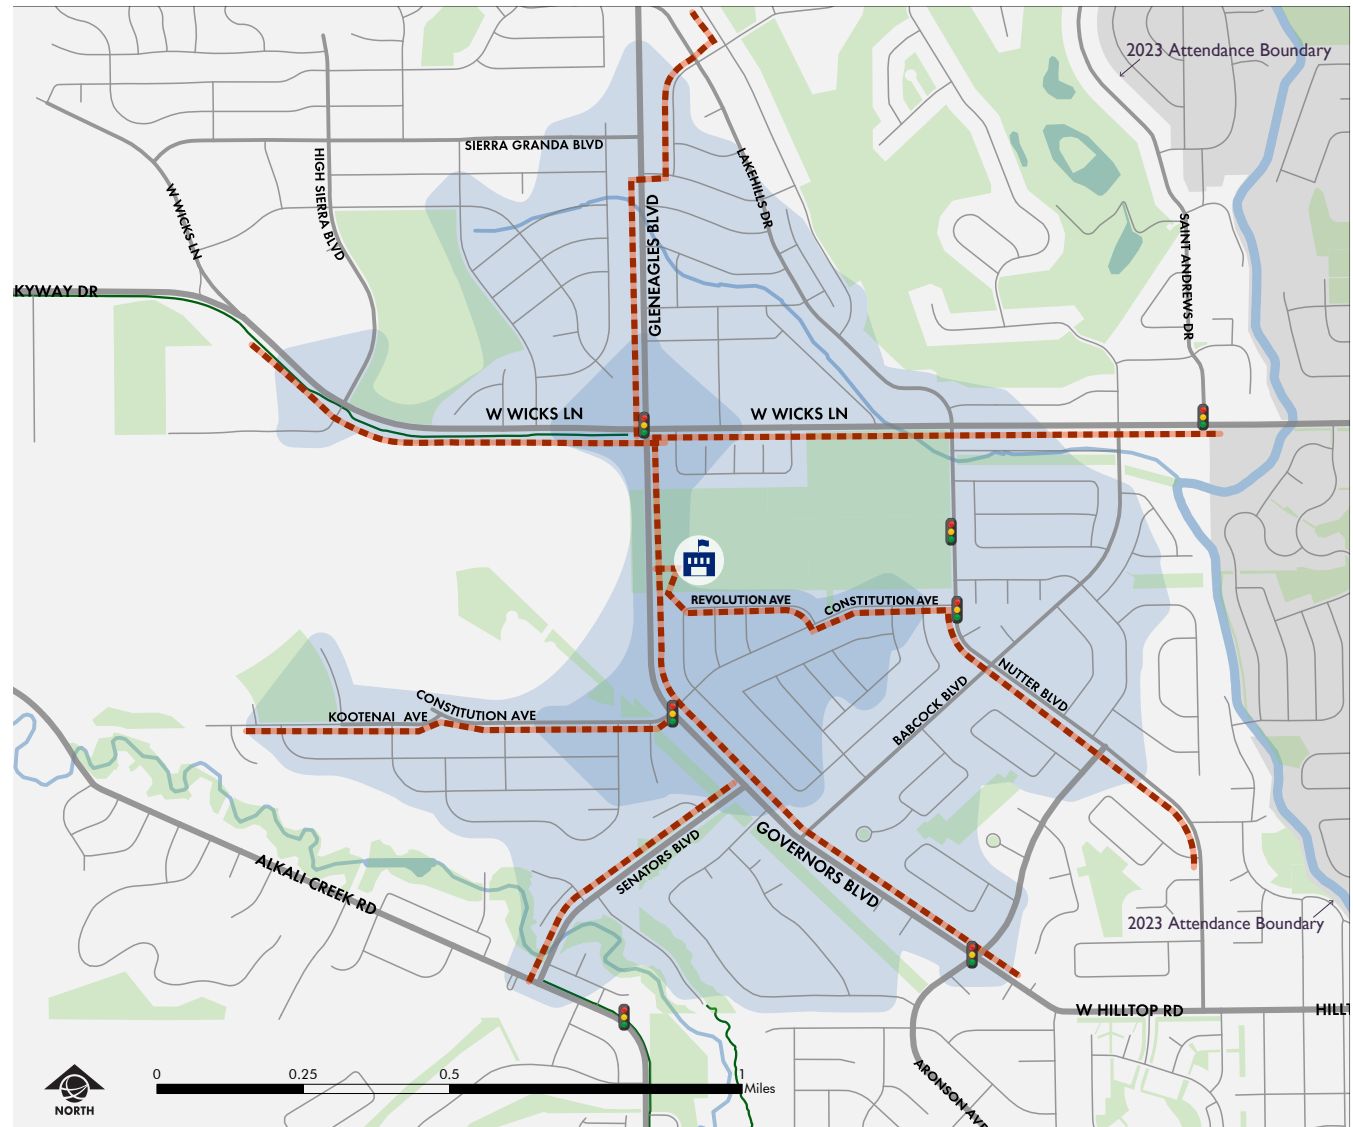 2023 Attendance Boundary
SIERRA GRANDA BLVD
HIGH SIERRA BLVD
LAKEHILLS DR
W WICKS LN
GLENEAGLES BLVD
SAINT ANDREWS DR
KYWAY DR
W WICKS LN
W WICKS LN
REVOLUTION AVE
CONSTITUTION AVE
NUTTER BLVD
BABCOCK BLVD
CONSTITUTION AVE
KOOTENAI AVE
GOVERNORS BLVD
SENATORS BLVD
ALKALI CREEK RD
2023 Attendance Boundary
W HILLTOP RD
HILLT
ARONSON AVE
0 0.25 0.5 1
Miles
NORTH